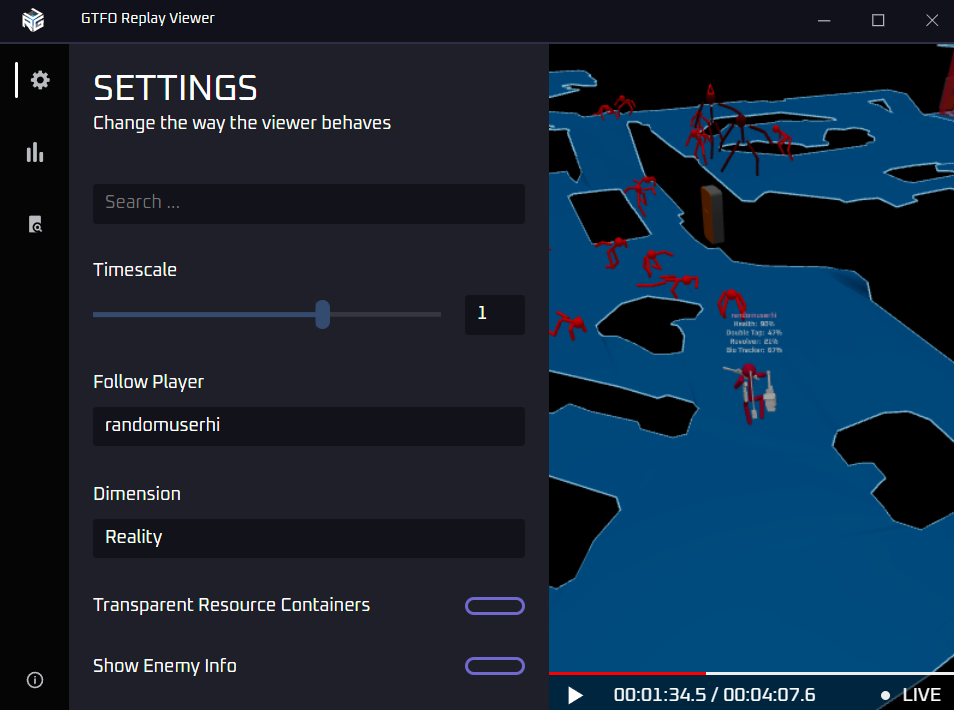 GTFO Replay Viewer
SETTINGS
Change the way the viewer behaves
Search ...
Timescale
1
Follow Player
randomuserhi
Dimension
Reality
Transparent Resource Containers
Show Enemy Info
randomuserhi
Health: 80%
Double Tap: 47%
Revolver: 21%
Bio Tracker: 67%
00:01:34.5 / 00:04:07.6
LIVE